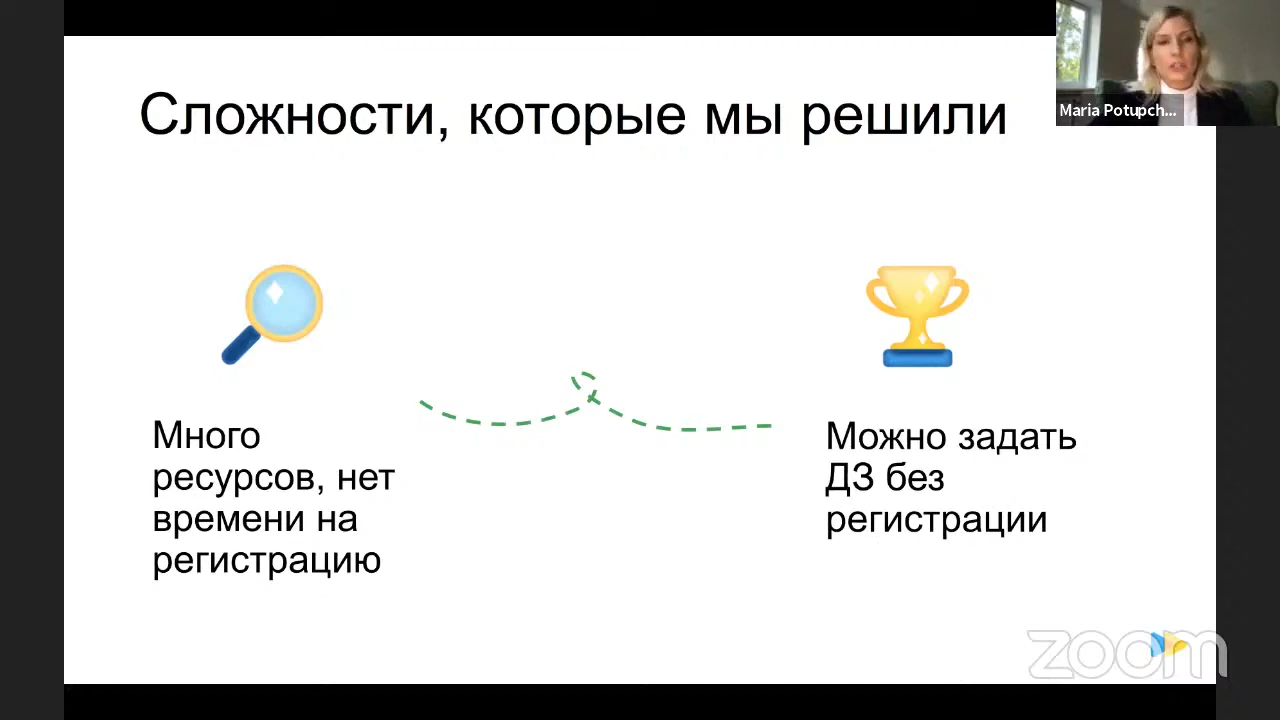 Сложности, которые мы решили
Maria Potupch...
Много
ресурсов, нет
времени на
регистрацию
Можно задать
ДЗ без
регистрации
zoom